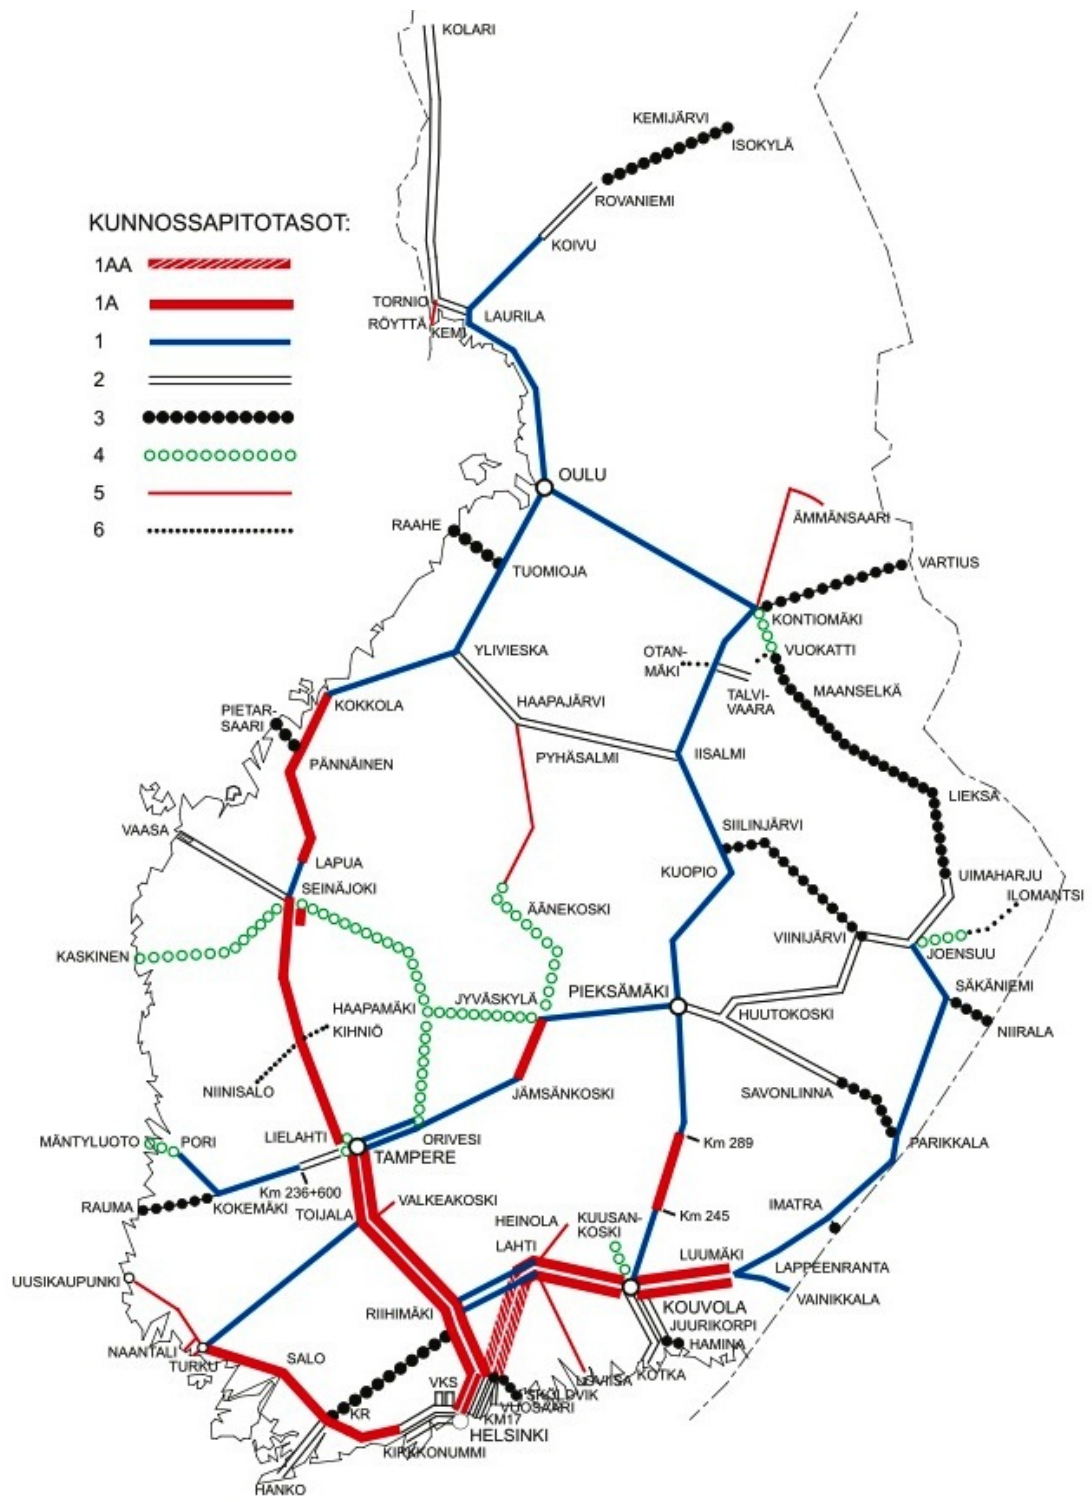 KOLARI
KEMIJÄRVI
ISOKYLÄ
ROVANIEMI
KUNNOSSAPITOTASOT:
KOIVU
1AA
1A
TORNIO
LAURILA
RÖYTTÄ
KEMI
1
2
3
4
OULU
5
ÄMMÄNSAARI
6
RAAHE
VARTIUS
TUOMIOJA
KONTIOMÄKI
YLIVIESKA
OTAN-
MÄKI
VUOKATTI
TALVI-
VAARA
MAANSELKÄ
KOKKOLA
HAAPAJÄRVI
PIETAR-
SAARI
PYHÄSALMI
IISALMI
PÄNNÄINEN
LIEKSA
VAASA
SIILINJÄRVI
LAPUA
KUOPIO
UIMAHARJU
SEINÄJOKI
ILOMANTSI
ÄÄNEKOSKI
VIINIJÄRVI
KASKINEN
JOENSUU
PIEKSÄMÄKI
SÄKÄNIEMI
HAAPAMÄKI
JYVÄSKYLÄ
HUUTOKOSKI
KIHNIÖ
NIIRALA
NIINISALO
JÄMSÄNKOSKI
SAVONLINNA
MÄNTYLUOTO
PORI
LIELAHTI
ORIVESI
Km 289
PARIKKALA
TAMPERE
Km 236+600
RAUMA
KOKEMÄKI
VALKEAKOSKI
IMATRA
TOIJALA
Km 245
HEINOLA
KUUSAN-
KOSKI
LAHTI
LUUMÄKI
LAPPEENRANTA
UUSIKAUPUNKI
VAINIKKALA
RIIHIMÄKI
KOUVOLA
JUURIKORPI
HAMINA
NAANTALI
TURKU
SALO
LOVIISA
KOTKA
VKS
SKÖLDVIK
VUOSAARI
KR
KM17
HELSINKI
KIRKKONUMMI
HANKO